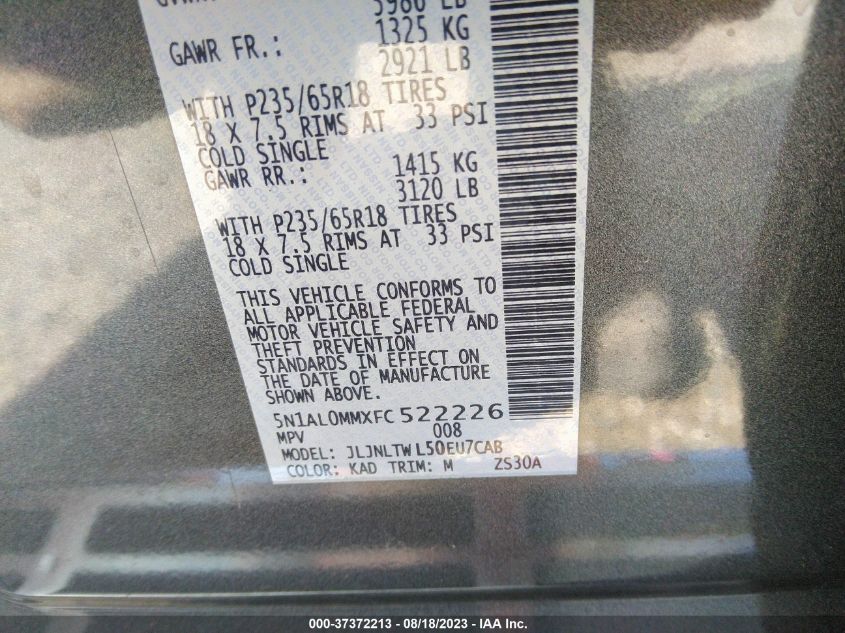 5986 LB
GAWR FR.: 1325 KG
2921 LB
WITH P235/65R18 TIRES
18 X 7.5 RIMS AT 33 PSI
COLD SINGLE
GAWR RR.: 1415 KG
3120 LB
WITH P235/65R18 TIRES
18 X 7.5 RIMS AT 33 PSI
COLD SINGLE
THIS VEHICLE CONFORMS TO
ALL APPLICABLE FEDERAL
MOTOR VEHICLE SAFETY AND
THEFT PREVENTION
STANDARDS IN EFFECT ON
THE DATE OF MANUFACTURE
SHOWN ABOVE.
5N1AL0MMXFC522226
MPV 008
MODEL: JLJNLTWL50EU7CAB
COLOR: KAD TRIM: M ZS30A
000-37372213 - 08/18/2023 - IAA Inc.